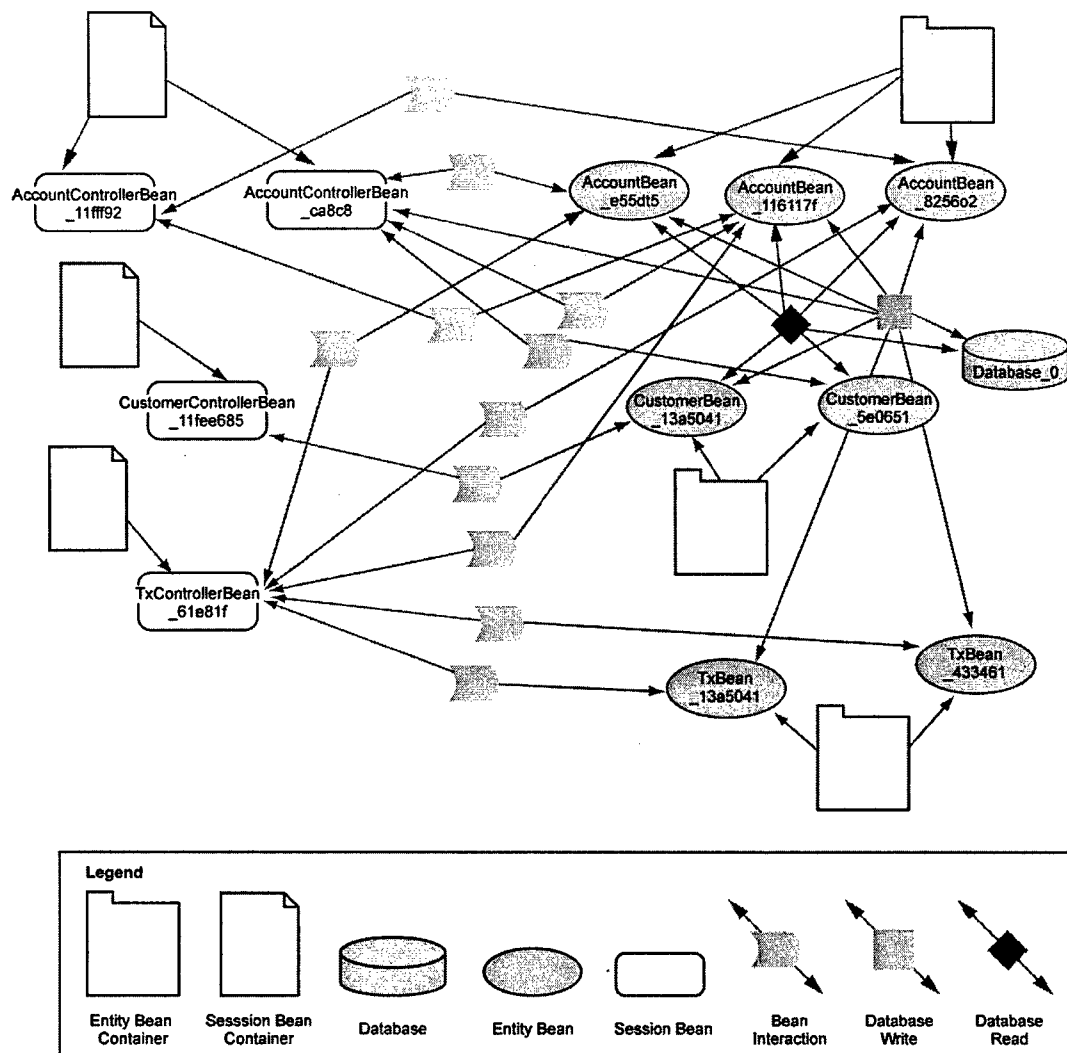 AccountControllerBean
_11fff92
AccountControllerBean
_ca8c8
AccountBean
_e55dt5
AccountBean
_116117f
AccountBean
_8256o2
Database_0
CustomerControllerBean
_11fee685
CustomerBean
_13a5041
CustomerBean
_5e0651
TxControllerBean
_61e81f
TxBean
_13a5041
TxBean
_433461
Legend
Entity Bean
Container
Sesssion Bean
Container
Database
Entity Bean
Session Bean
Bean
Interaction
Database
Write
Database
Read